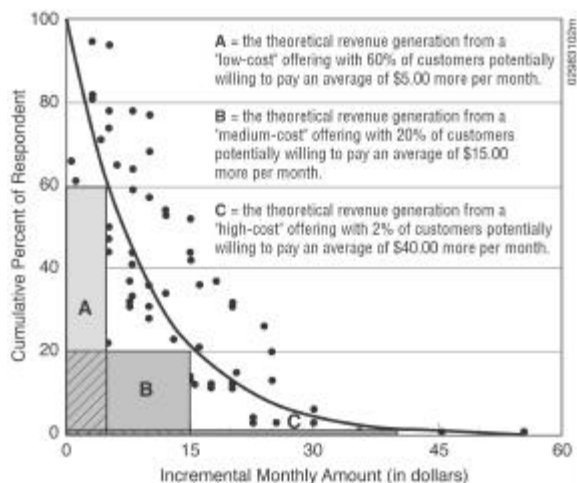 100
80
60
40
20
0
Cumulative Percent of Respondent
A = the theoretical revenue generation from a
"low-cost" offering with 60% of customers potentially
willing to pay an average of $5.00 more per month.
B = the theoretical revenue generation from a
"medium-cost" offering with 20% of customers
potentially willing to pay an average of $15.00
more per month.
C = the theoretical revenue generation from a
"high-cost" offering with 2% of customers potentially
willing to pay an average of $40.00 more per month.
02583102m
A
B
C
0 15 30 45 60
Incremental Monthly Amount (in dollars)